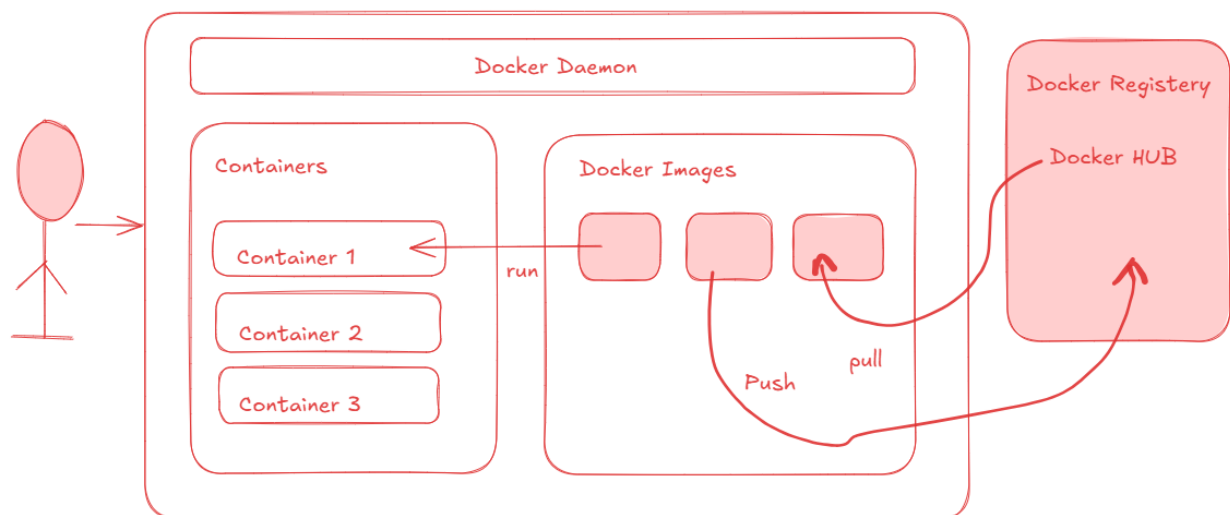 Docker Daemon
Docker Registery
Docker HUB
Containers
Container 1
Container 2
Container 3
Docker Images
run
Push
pull